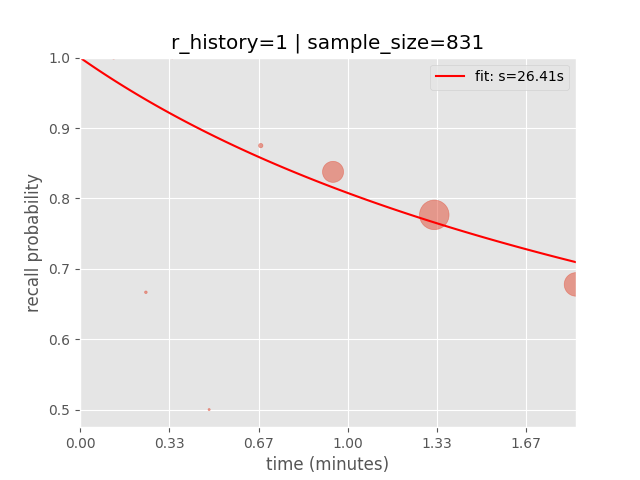 r_history=1 | sample_size=831
fit: s=26.41s
recall probability
1.0
0.9
0.8
0.7
0.6
0.5
0.00 0.33 0.67 1.00 1.33 1.67
time (minutes)